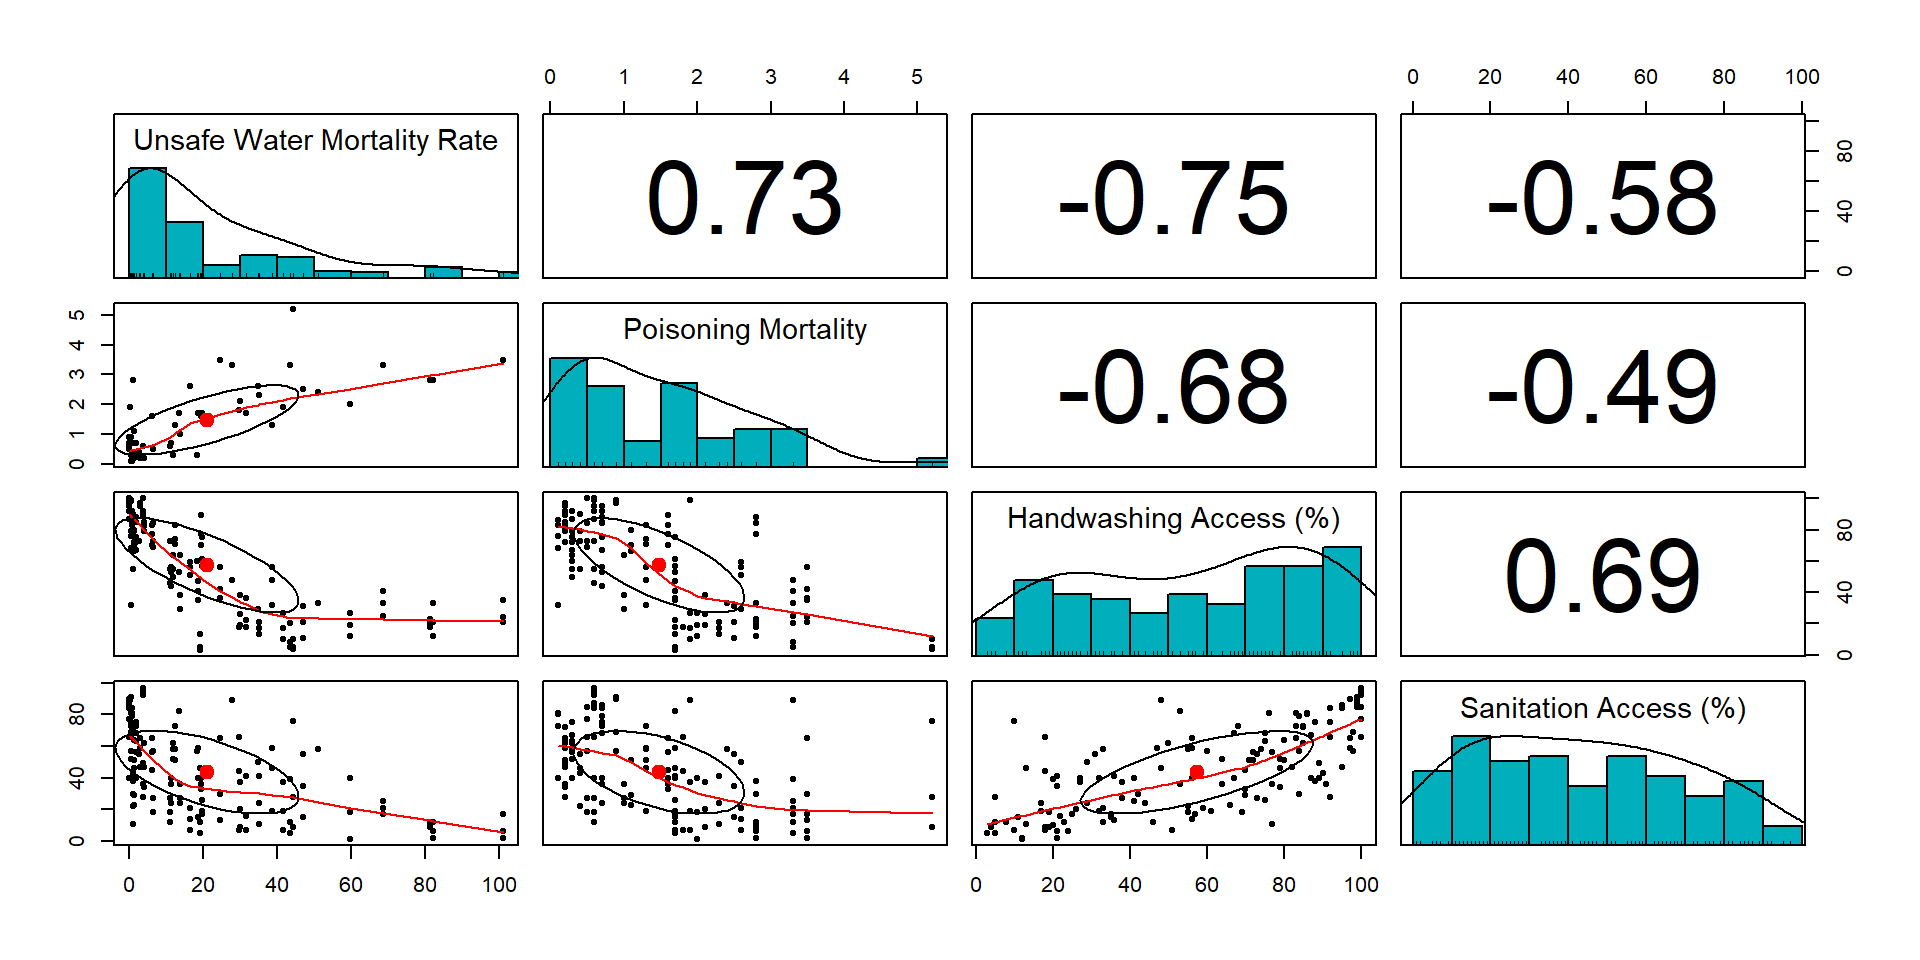 0 1 2 3 4 5
0 20 40 60 80 100
Unsafe Water Mortality Rate
0.73
-0.75
-0.58
0 40 80
0 1 2 3 4 5
Poisoning Mortality
-0.68
-0.49
Handwashing Access (%)
0.69
0 40 80
0 40 80
Sanitation Access (%)
0 20 40 60 80 100
0 20 40 60 80 100